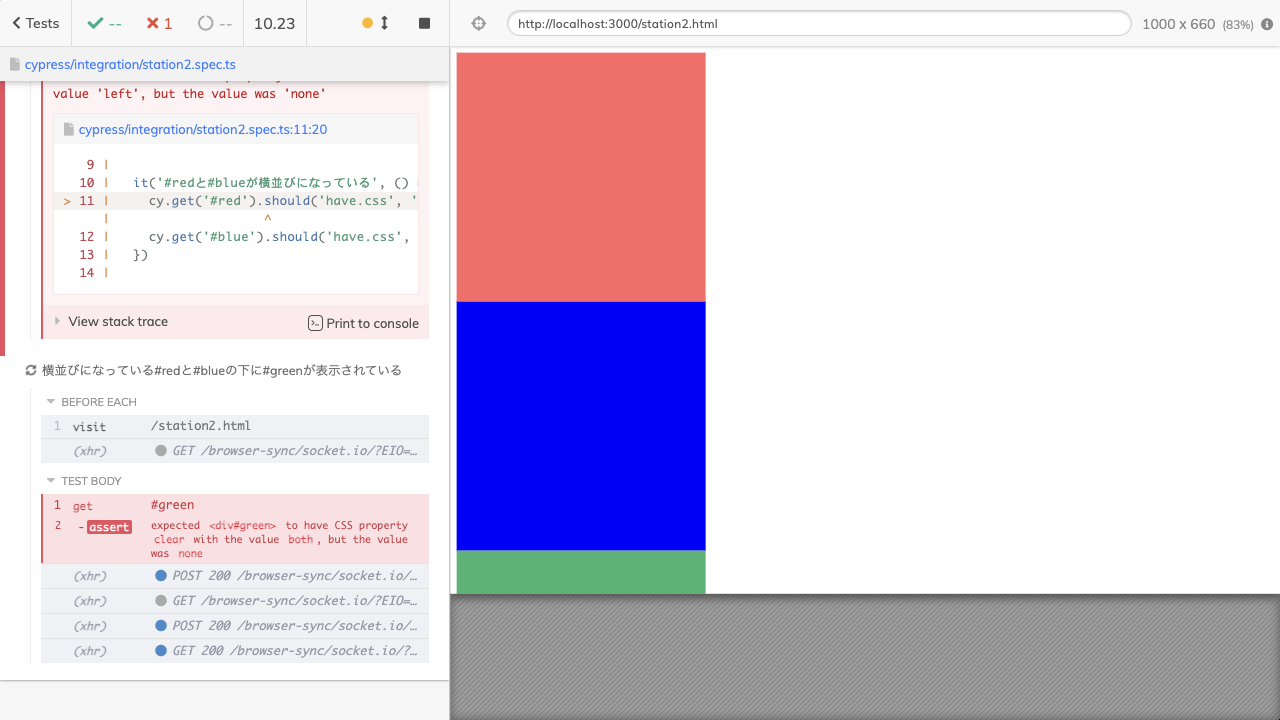 Tests
--
1
--
10.23
http://localhost:3000/station2.html
1000 x 660 (83%)
cypress/integration/station2.spec.ts
value 'left', but the value was 'none'
cypress/integration/station2.spec.ts:11:20
9 |
10 | it('#redと#blueが横並びになっている', ()
> 11 | cy.get('#red').should('have.css', '
| ^
12 | cy.get('#blue').should('have.css',
13 | })
14 |
View stack trace
Print to console
横並びになっている#redと#blueの下に#greenが表示されている
BEFORE EACH
1 visit /station2.html
(xhr) GET /browser-sync/socket.io/?EIO=…
TEST BODY
1 get #green
2 -assert expected <div#green> to have CSS property
clear with the value both, but the value
was none
(xhr) POST 200 /browser-sync/socket.io/…
(xhr) GET /browser-sync/socket.io/?EIO=…
(xhr) POST 200 /browser-sync/socket.io/…
(xhr) GET 200 /browser-sync/socket.io/?…